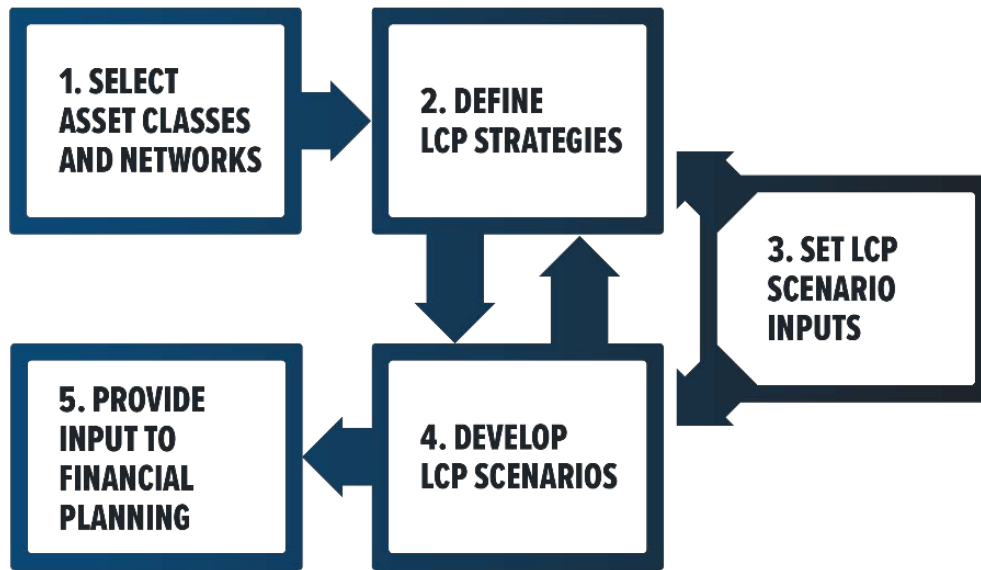 1. SELECT
ASSET CLASSES
AND NETWORKS
2. DEFINE
LCP STRATEGIES
3. SET LCP
SCENARIO
INPUTS
4. DEVELOP
LCP SCENARIOS
5. PROVIDE
INPUT TO
FINANCIAL
PLANNING